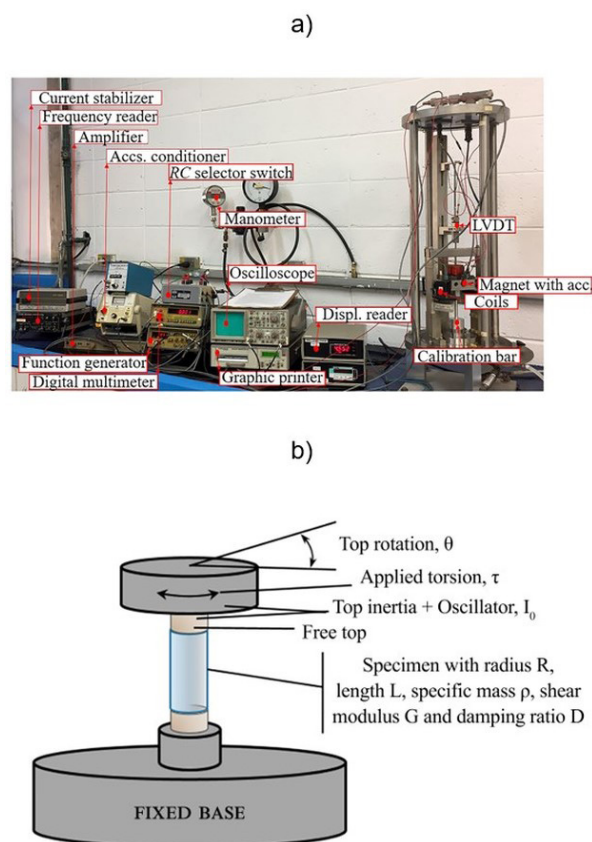 a)
Current stabilizer
Frequency reader
Amplifier
Accs. conditioner
RC selector switch
Manometer
LVDT
Oscilloscope
Magnet with acc.
Displ. reader
Coils
Function generator
Digital multimeter
Graphic printer
Calibration bar
b)
Top rotation, θ
Applied torsion, τ
Top inertia + Oscillator, I₀
Free top
Specimen with radius R,
length L, specific mass ρ, shear
modulus G and damping ratio D
FIXED BASE